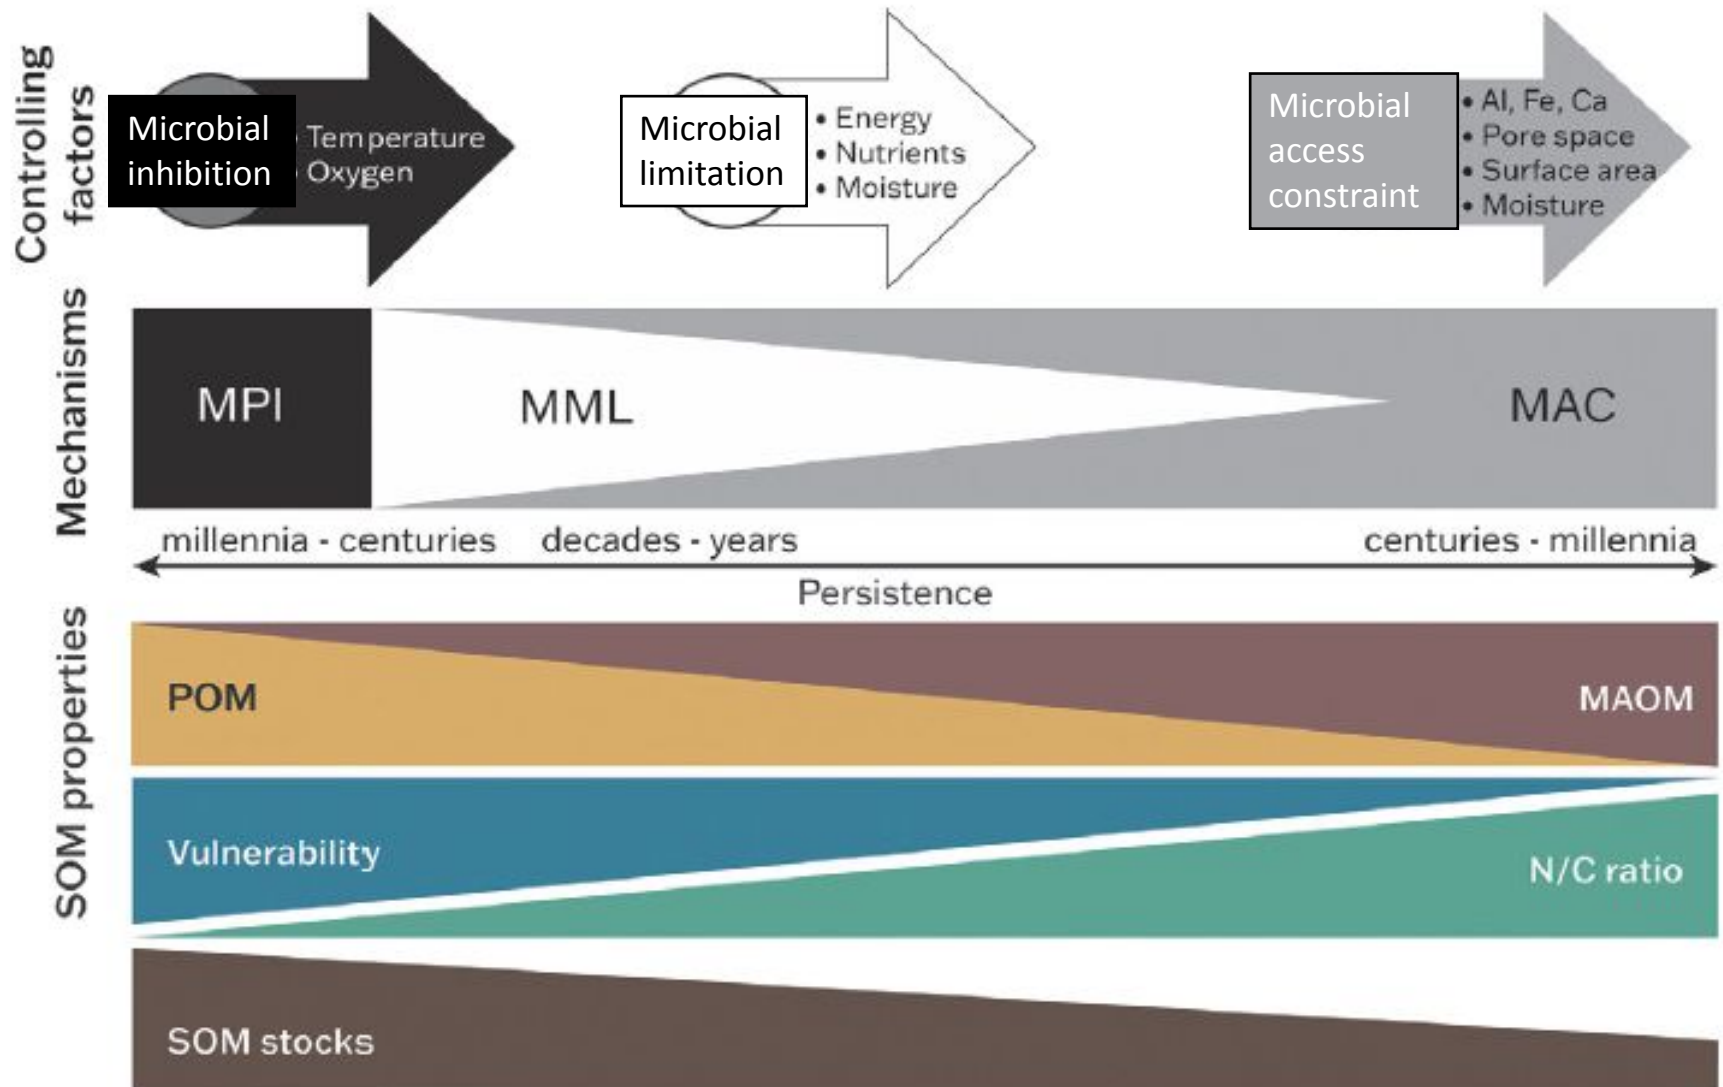 Controlling
factors
Microbial
inhibition
• Temperature
• Oxygen
Microbial
limitation
• Energy
• Nutrients
• Moisture
Microbial
access
constraint
• Al, Fe, Ca
• Pore space
• Surface area
• Moisture
Mechanisms
MPI
MML
MAC
millennia - centuries
decades - years
centuries - millennia
Persistence
SOM properties
POM
MAOM
Vulnerability
N/C ratio
SOM stocks